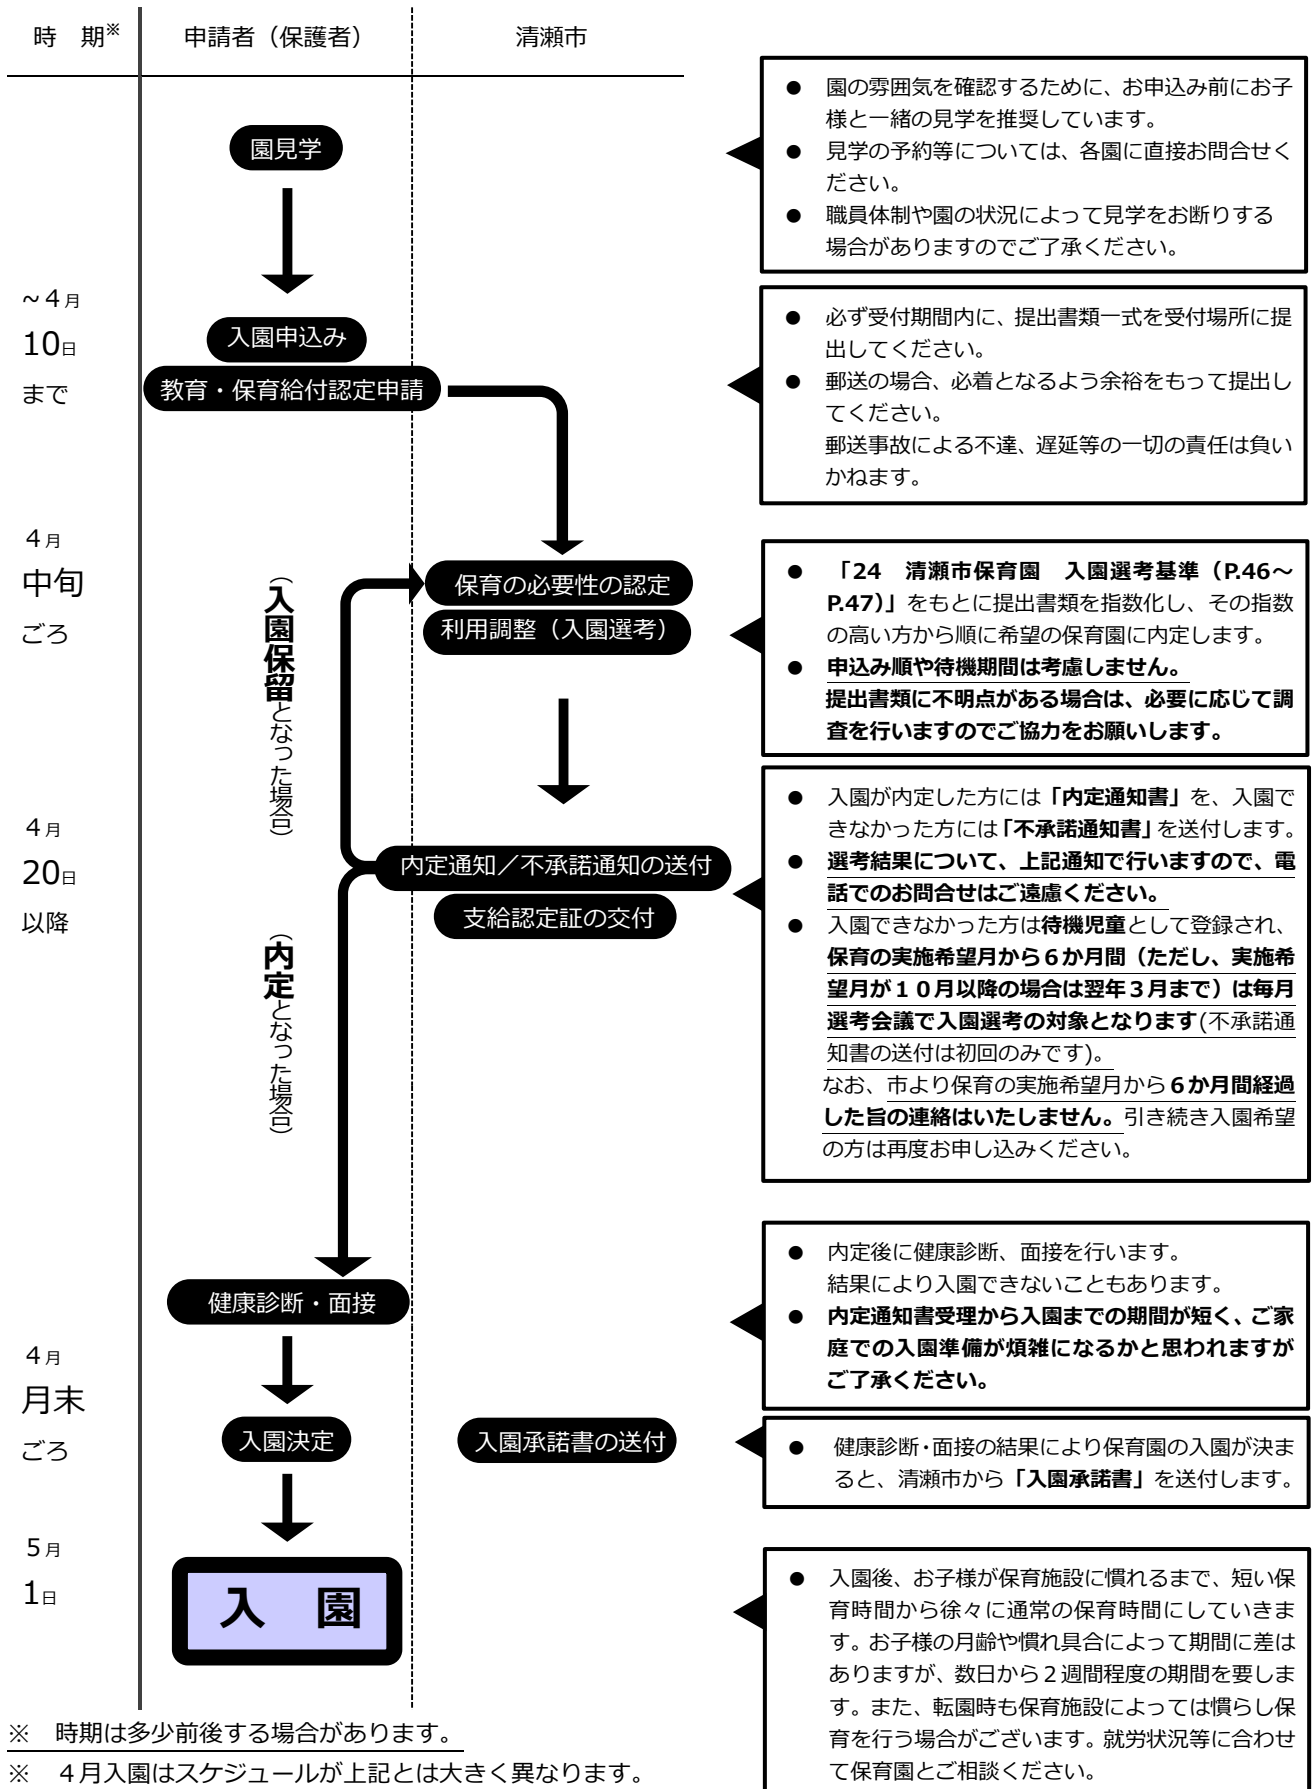 時　期※
申請者（保護者）
清瀬市
園見学
● 園の雰囲気を確認するために、お申込み前にお子
様と一緒の見学を推奨しています。
● 見学の予約等については、各園に直接お問合せく
ださい。
● 職員体制や園の状況によって見学をお断りする
場合がありますのでご了承ください。
～４月
10日
まで
入園申込み
教育・保育給付認定申請
● 必ず受付期間内に、提出書類一式を受付場所に提
出してください。
● 郵送の場合、必着となるよう余裕をもって提出し
てください。
郵送事故による不達、遅延等の一切の責任は負い
かねます。
４月
中旬
ごろ
保育の必要性の認定
利用調整（入園選考）
（入園保留となった場合）
● 「24　清瀬市保育園　入園選考基準（P.46～
P.47）」をもとに提出書類を指数化し、その指数
の高い方から順に希望の保育園に内定します。
● 申込み順や待機期間は考慮しません。
提出書類に不明点がある場合は、必要に応じて調
査を行いますのでご協力をお願いします。
４月
20日
以降
内定通知／不承諾通知の送付
支給認定証の交付
（内定となった場合）
● 入園が内定した方には「内定通知書」を、入園で
きなかった方には「不承諾通知書」を送付します。
● 選考結果について、上記通知で行いますので、電
話でのお問合せはご遠慮ください。
● 入園できなかった方は待機児童として登録され、
保育の実施希望月から６か月間（ただし、実施希
望月が１０月以降の場合は翌年３月まで）は毎月
選考会議で入園選考の対象となります(不承諾通
知書の送付は初回のみです)。
なお、市より保育の実施希望月から６か月間経過
した旨の連絡はいたしません。引き続き入園希望
の方は再度お申し込みください。
健康診断・面接
● 内定後に健康診断、面接を行います。
結果により入園できないこともあります。
● 内定通知書受理から入園までの期間が短く、ご家
庭での入園準備が煩雑になるかと思われますが
ご了承ください。
４月
月末
ごろ
入園決定
入園承諾書の送付
● 健康診断・面接の結果により保育園の入園が決ま
ると、清瀬市から「入園承諾書」を送付します。
５月
1日
入　園
● 入園後、お子様が保育施設に慣れるまで、短い保
育時間から徐々に通常の保育時間にしていきま
す。お子様の月齢や慣れ具合によって期間に差は
ありますが、数日から２週間程度の期間を要しま
す。また、転園時も保育施設によっては慣らし保
育を行う場合がございます。就労状況等に合わせ
て保育園とご相談ください。
※　時期は多少前後する場合があります。
※　４月入園はスケジュールが上記とは大きく異なります。